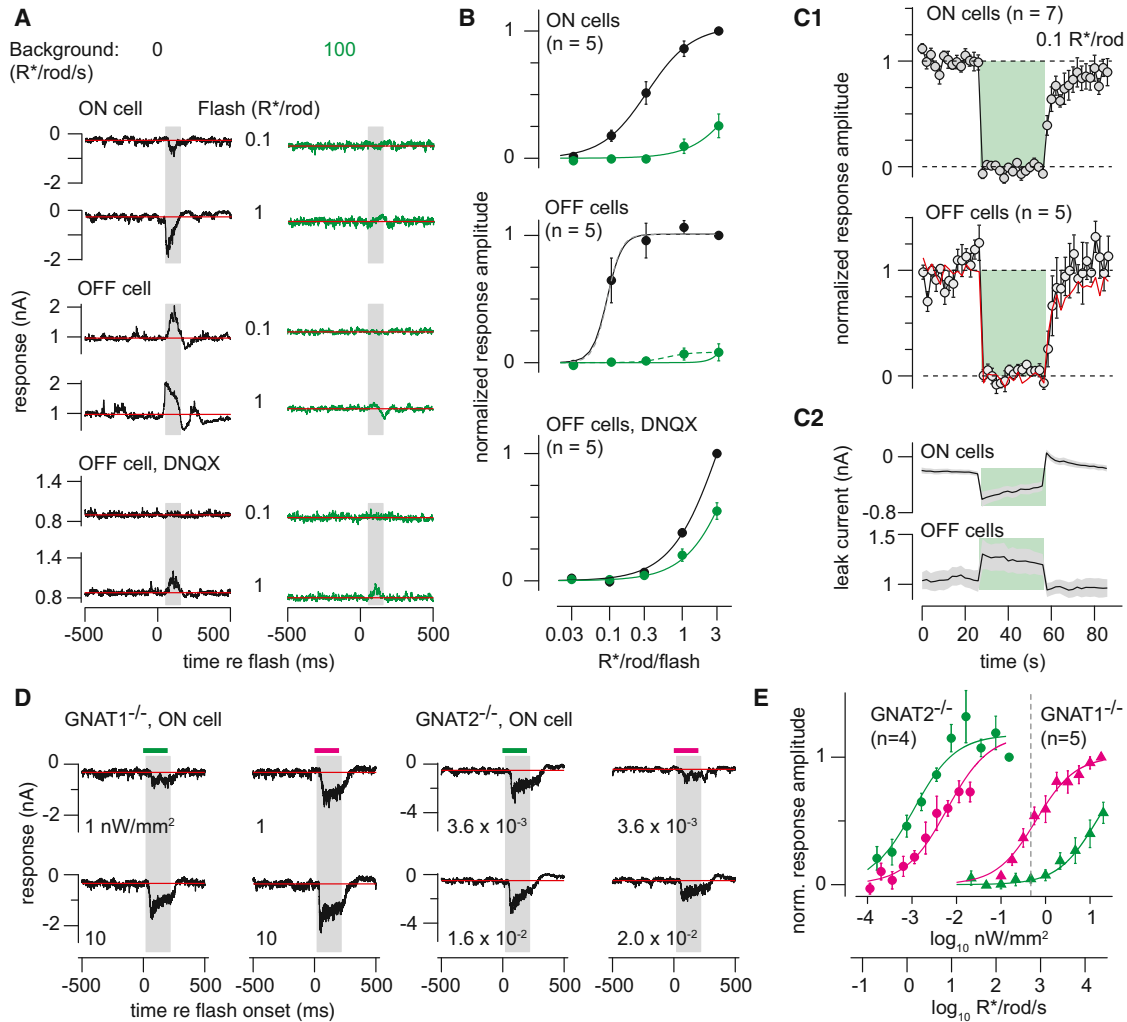 A
Background: 0 100
(R*/rod/s)
ON cell Flash (R*/rod)
0
-2
0.1
0
-2
1
OFF cell
2
1
0.1
2
1
1
OFF cell, DNQX
1.4
0.8
0.1
1.4
0.8
1
response (nA)
-500 0 500 -500 0 500
time re flash (ms)
B
ON cells
(n = 5)
1
0
OFF cells
(n = 5)
1
0
OFF cells, DNQX
(n = 5)
1
0
normalized response amplitude
0.03 0.1 0.3 1 3
R*/rod/flash
C1
ON cells (n = 7)
0.1 R*/rod
1
0
OFF cells (n = 5)
1
0
normalized response amplitude
C2
ON cells
0
-0.8
OFF cells
1.5
1
leak current (nA)
0 20 40 60 80
time (s)
D
GNAT1-/-, ON cell GNAT2-/-, ON cell
0
-2
1 nW/mm2
1
0
-4
3.6 x 10-3
3.6 x 10-3
0
-2
10
10
0
-4
1.6 x 10-2
2.0 x 10-2
response (nA)
-500 0 500 -500 0 500 -500 0 500 -500 0 500
time re flash onset (ms)
E
GNAT2-/-
(n=4)
GNAT1-/-
(n=5)
1
0
norm. response amplitude
-4 -3 -2 -1 0 1
log10 nW/mm2
-1 0 1 2 3 4
log10 R*/rod/s